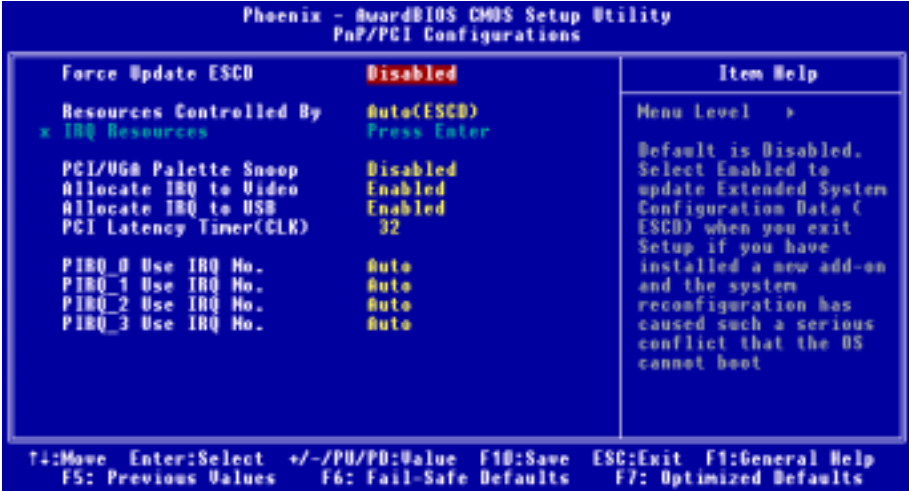 Phoenix - AwardBIOS CMOS Setup Utility
PnP/PCI Configurations
Force Update ESCD Disabled
Resources Controlled By Auto(ESCD)
x IRQ Resources Press Enter
PCI/VGA Palette Snoop Disabled
Allocate IRQ to Video Enabled
Allocate IRQ to USB Enabled
PCI Latency Timer(CLK) 32
PIRQ_0 Use IRQ No. Auto
PIRQ_1 Use IRQ No. Auto
PIRQ_2 Use IRQ No. Auto
PIRQ_3 Use IRQ No. Auto
Item Help
Menu Level ▸
Default is Disabled.
Select Enabled to
update Extended System
Configuration Data (
ESCD) when you exit
Setup if you have
installed a new add-on
and the system
reconfiguration has
caused such a serious
conflict that the OS
cannot boot
↑↓:Move Enter:Select +/-/PU/PD:Value F10:Save ESC:Exit F1:General Help
F5: Previous Values F6: Fail-Safe Defaults F7: Optimized Defaults